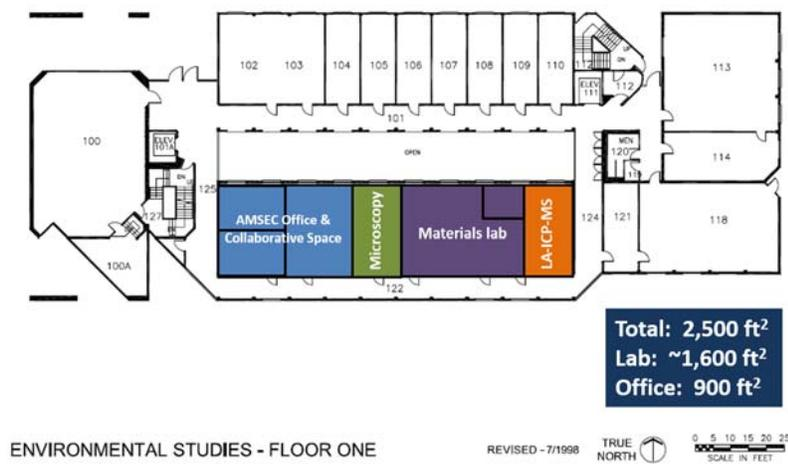 102 103 104 105 106 107 108 109 110
112 UP
DN
ELEV
111
112
113
100
101
ELEV
101A
OPEN
MEN
120
114
125
127
124
121
118
AMSEC Office &
Collaborative Space
Microscopy
Materials lab
LA-ICP-MS
100A
122
Total: 2,500 ft²
Lab: ~1,600 ft²
Office: 900 ft²
ENVIRONMENTAL STUDIES - FLOOR ONE
REVISED - 7/1998
TRUE
NORTH
0 5 10 15 20 25
SCALE IN FEET